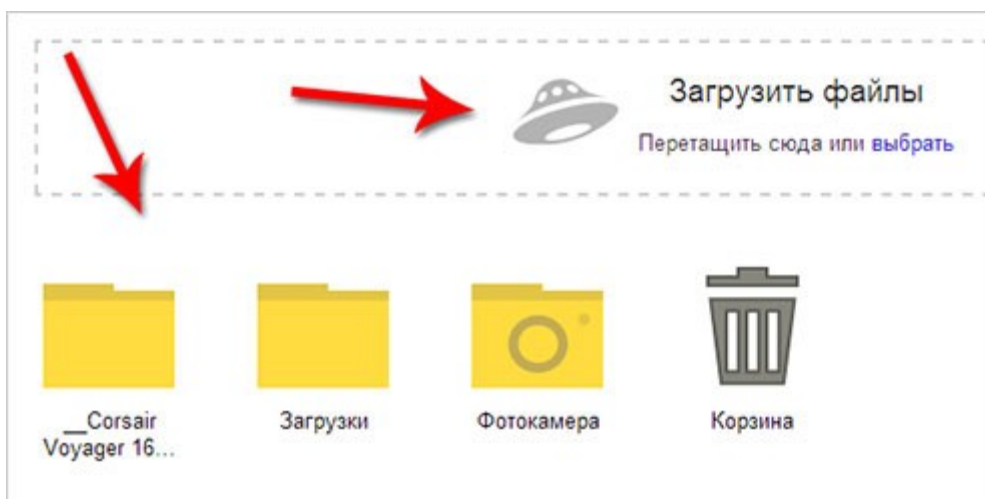 Загрузить файлы
Перетащить сюда или выбрать
__Corsair
Voyager 16...
Загрузки
Фотокамера
Корзина